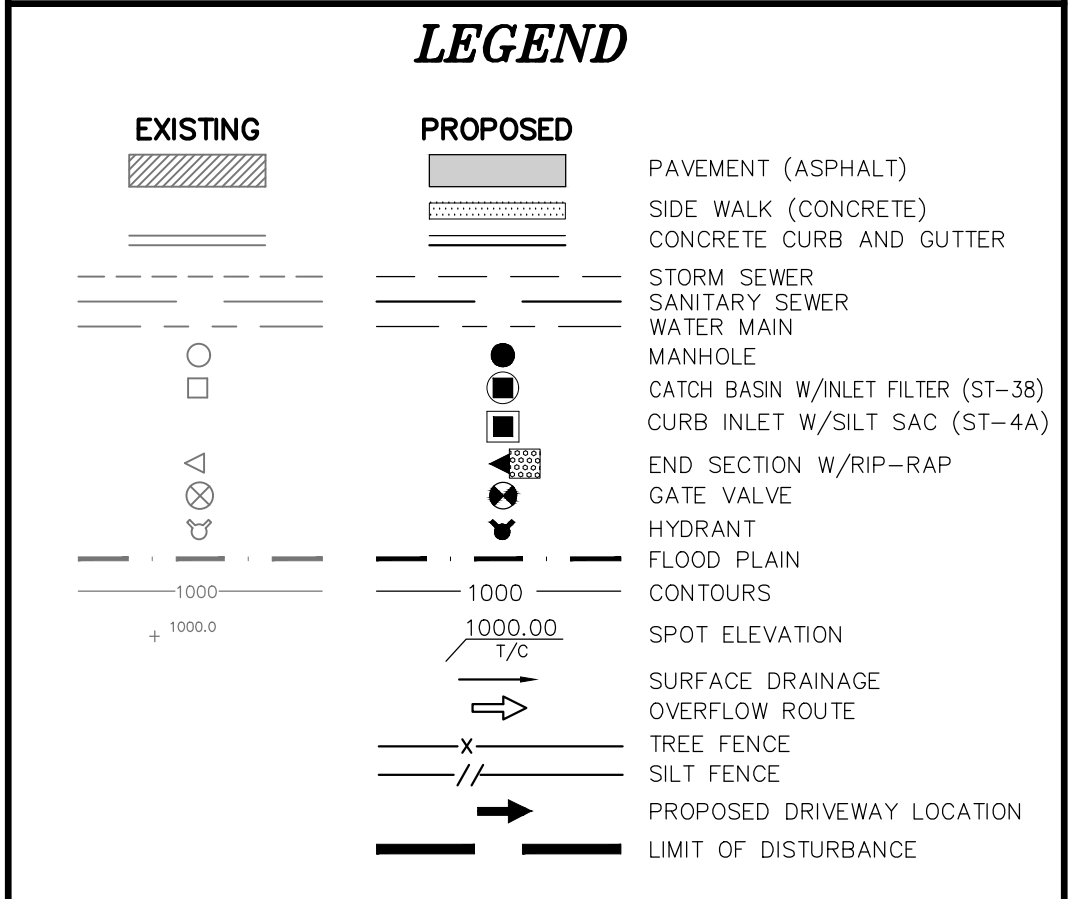 LEGEND
EXISTING PROPOSED
PAVEMENT (ASPHALT)
SIDE WALK (CONCRETE)
CONCRETE CURB AND GUTTER
STORM SEWER
SANITARY SEWER
WATER MAIN
MANHOLE
CATCH BASIN W/INLET FILTER (ST-38)
CURB INLET W/SILT SAC (ST-4A)
END SECTION W/RIP-RAP
GATE VALVE
HYDRANT
FLOOD PLAIN
1000 1000 CONTOURS
+ 1000.0 1000.00 SPOT ELEVATION
T/C
SURFACE DRAINAGE
OVERFLOW ROUTE
X TREE FENCE
// SILT FENCE
PROPOSED DRIVEWAY LOCATION
LIMIT OF DISTURBANCE